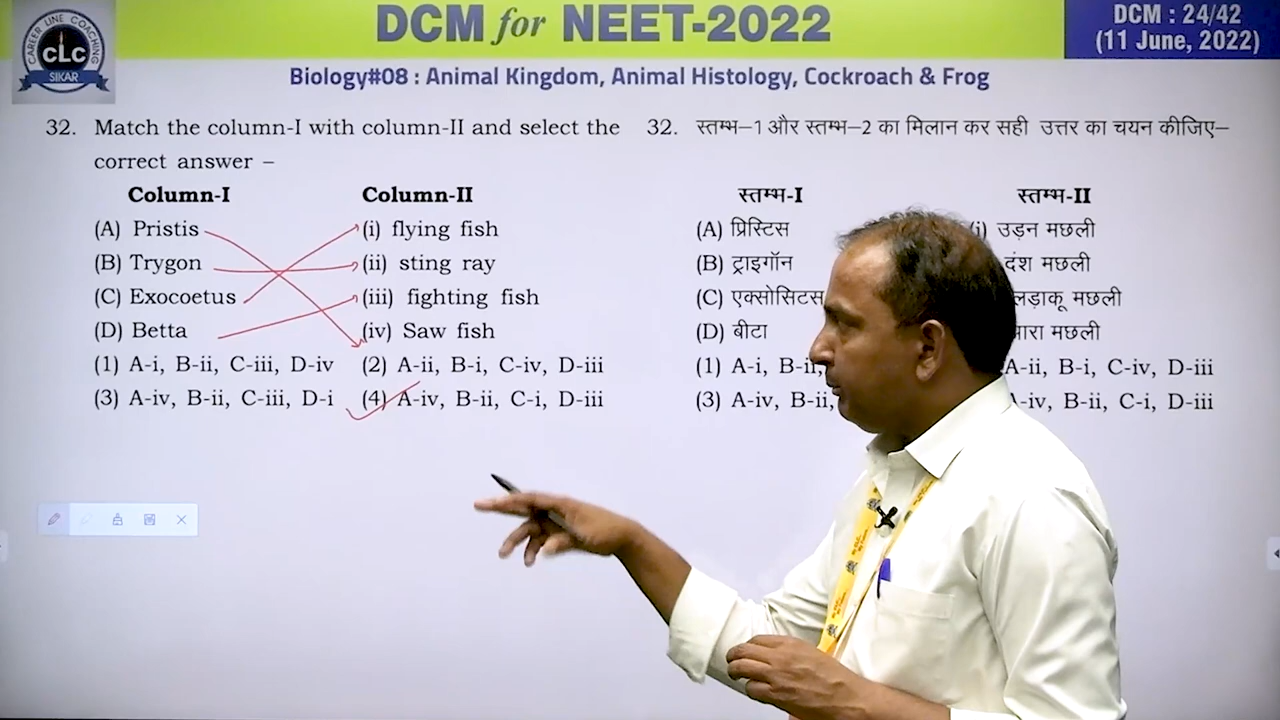 CAREER LINE COACHING
CLC
SIKAR
DCM for NEET-2022
DCM : 24/42
(11 June, 2022)
Biology#08 : Animal Kingdom, Animal Histology, Cockroach & Frog
32. Match the column-I with column-II and select the
correct answer –
Column-I Column-II
(A) Pristis (i) flying fish
(B) Trygon (ii) sting ray
(C) Exocoetus (iii) fighting fish
(D) Betta (iv) Saw fish
(1) A-i, B-ii, C-iii, D-iv (2) A-ii, B-i, C-iv, D-iii
(3) A-iv, B-ii, C-iii, D-i (4) A-iv, B-ii, C-i, D-iii
32. स्तम्भ–1 और स्तम्भ–2 का मिलान कर सही उत्तर का चयन कीजिए–
स्तम्भ-I स्तम्भ-II
(A) प्रिस्टिस (i) उड़न मछली
(B) ट्राइगॉन दंश मछली
(C) एक्सोसिटस लड़ाकू मछली
(D) बीटा मछली
(1) A-i, B-ii, A-ii, B-i, C-iv, D-iii
(3) A-iv, B-ii, A-iv, B-ii, C-i, D-iii